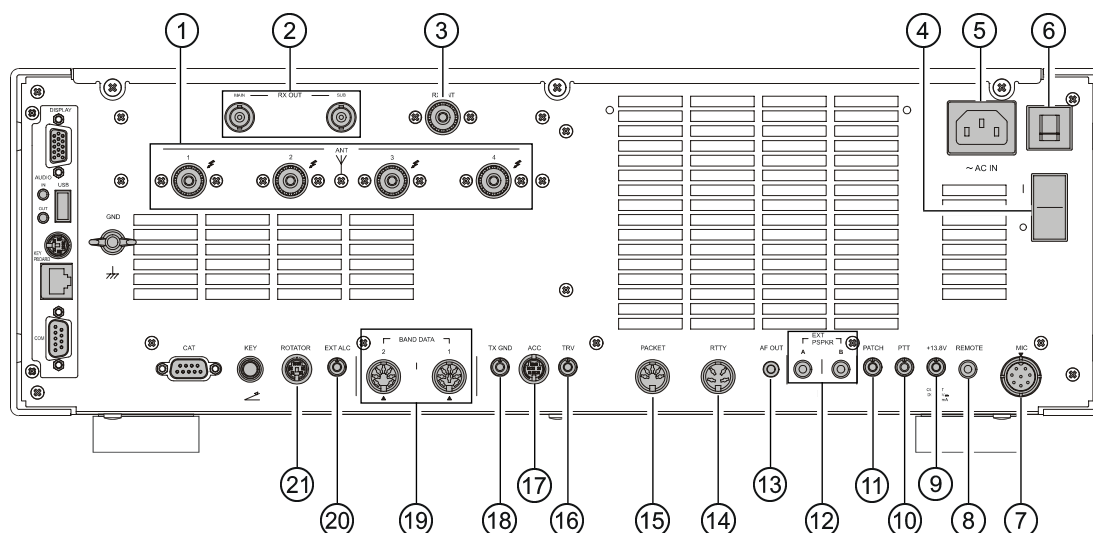 1 2 3 4 5 6
DISPLAY
MAIN RX OUT SUB
ANT
1 2 3 4
AUDIO
IN USB
OUT
GND
KEY
COM
~ AC IN
I
O
CAT KEY ROTATOR EXT ALC
BAND DATA
2 1
TX GND ACC TRV PACKET RTTY AF OUT
EXT
A B
PATCH PTT +13.8V REMOTE MIC
21 20 19 18 17 16 15 14 13 12 11 10 9 8 7